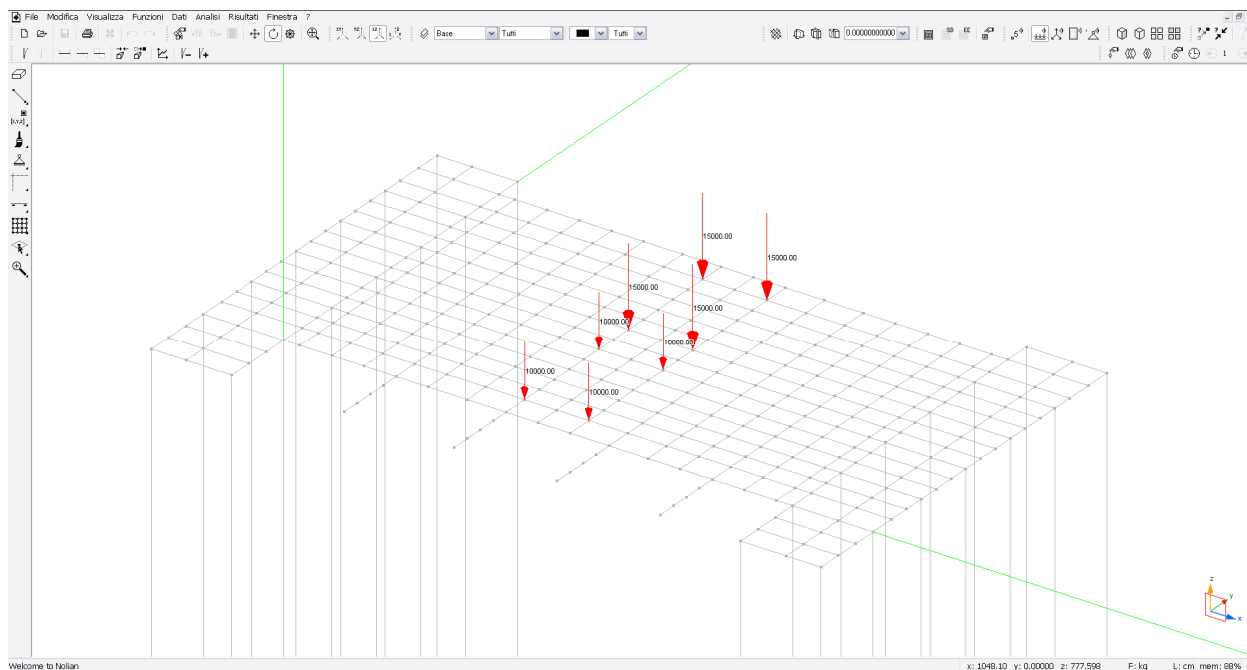 File Modifica Visualizza Funzioni Dati Analisi Risultati Finestra ?
Base Tutti Tutti 0.00000000000
1
15000.00
15000.00
15000.00
15000.00
10000.00
10000.00
10000.00
10000.00
z
y
x
Welcome to Nolian x: 1048.10 y: 0.00000 z: 777.598 F: kg L: cm mem: 88%